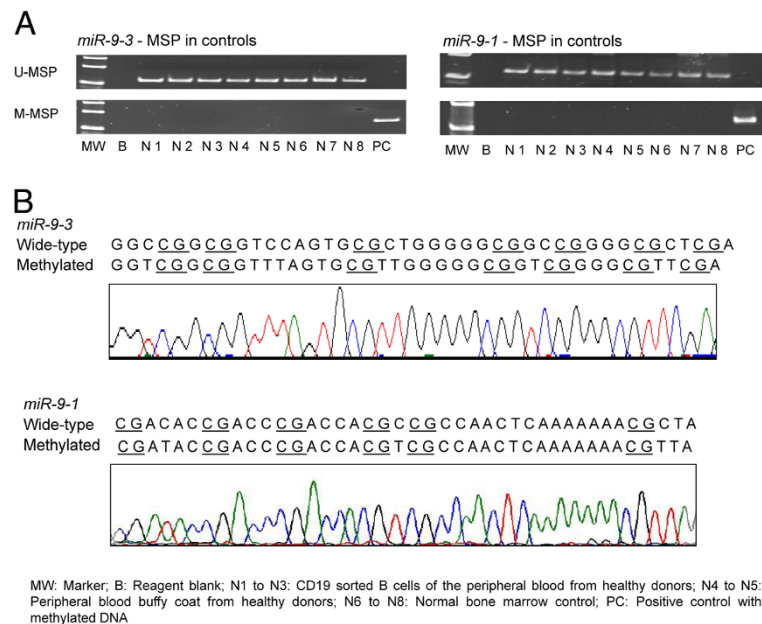 A
miR-9-3 - MSP in controls
miR-9-1 - MSP in controls
U-MSP
M-MSP
MW B N 1 N 2 N 3 N 4 N 5 N 6 N 7 N 8 PC
MW B N 1 N 2 N 3 N 4 N 5 N 6 N 7 N 8 PC
B
miR-9-3
Wide-type GGCCGGCGGTCCAGTGCGCTGGGGGCGGCCGGGGCGCTCGA
Methylated GGTCGGCGGTTTAGTGCGTTGGGGGCGGTCGGGGCGTTCGA
miR-9-1
Wide-type CGACACCGACCCGACCACGCCGCCAACTCAAAAAAACGCTA
Methylated CGATACCGACCCGACCACGTCGCCAACTCAAAAAAACGTTA
MW: Marker; B: Reagent blank; N1 to N3: CD19 sorted B cells of the peripheral blood from healthy donors; N4 to N5:
Peripheral blood buffy coat from healthy donors; N6 to N8: Normal bone marrow control; PC: Positive control with
methylated DNA